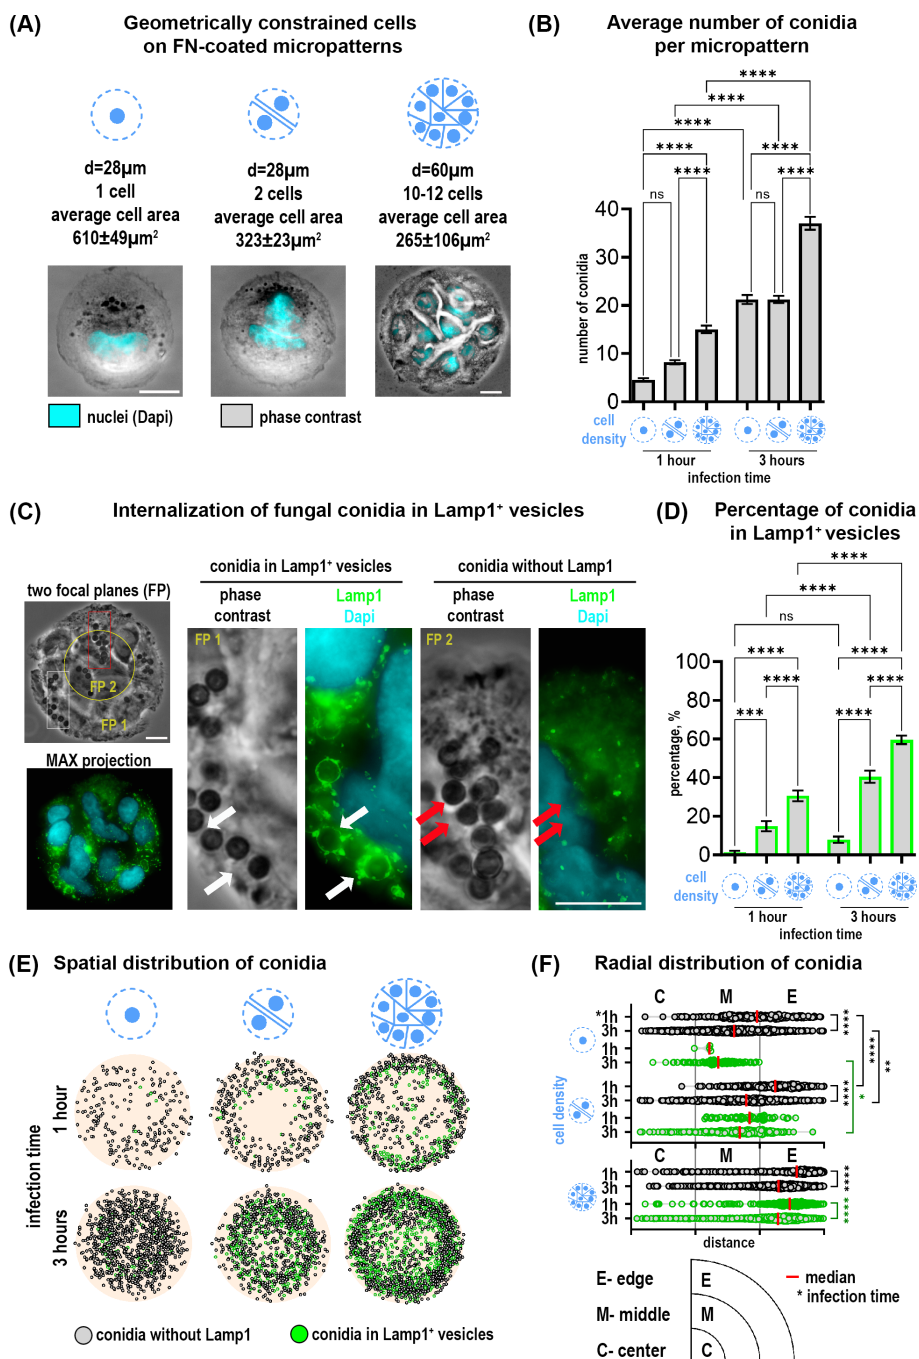 (A)
Geometrically constrained cells
on FN-coated micropatterns
d=28µm
1 cell
average cell area
610±49µm²
d=28µm
2 cells
average cell area
323±23µm²
d=60µm
10-12 cells
average cell area
265±106µm²
nuclei (Dapi)
phase contrast
(B)
Average number of conidia
per micropattern
****
****
****
****
****
****
****
ns
ns
number of conidia
40
30
20
10
0
cell
density
1 hour
3 hours
infection time
(C)
Internalization of fungal conidia in Lamp1⁺ vesicles
two focal planes (FP)
FP 2
FP 1
MAX projection
conidia in Lamp1⁺ vesicles
phase
contrast
Lamp1
Dapi
FP 1
conidia without Lamp1
phase
contrast
Lamp1
Dapi
FP 2
(D)
Percentage of conidia
in Lamp1⁺ vesicles
****
****
ns
****
****
****
****
***
****
percentage, %
100
80
60
40
20
0
cell
density
1 hour
3 hours
infection time
(E)
Spatial distribution of conidia
infection time
1 hour
3 hours
conidia without Lamp1
conidia in Lamp1⁺ vesicles
(F)
Radial distribution of conidia
C M E
*1h
3h
1h
3h
1h
3h
1h
3h
****
****
**
*
****
cell density
C M E
1h
3h
1h
3h
****
****
distance
E- edge
M- middle
C- center
E
M
C
median
* infection time